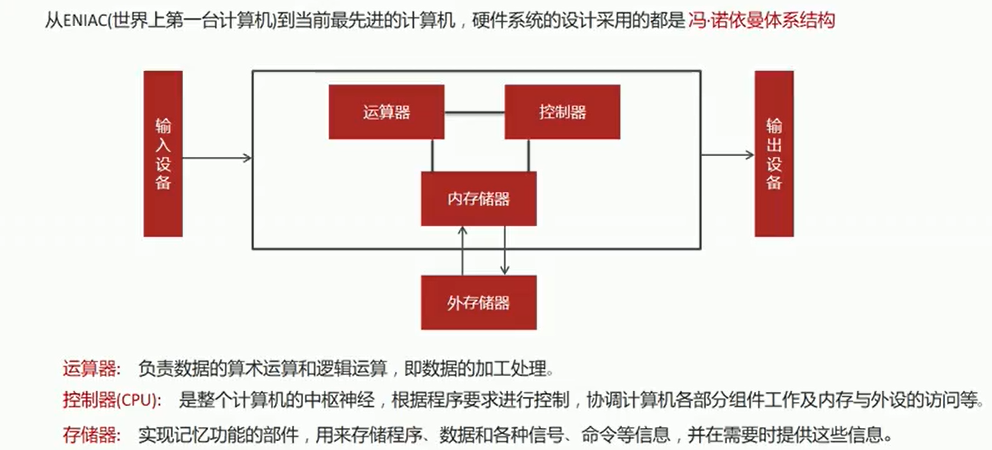 从ENIAC(世界上第一台计算机)到当前最先进的计算机，硬件系统的设计采用的都是 冯·诺依曼体系结构
输入设备
运算器
控制器
输出设备
内存储器
外存储器
运算器: 负责数据的算术运算和逻辑运算，即数据的加工处理。
控制器(CPU): 是整个计算机的中枢神经，根据程序要求进行控制，协调计算机各部分组件工作及内存与外设的访问等。
存储器: 实现记忆功能的部件，用来存储程序、数据和各种信号、命令等信息，并在需要时提供这些信息。